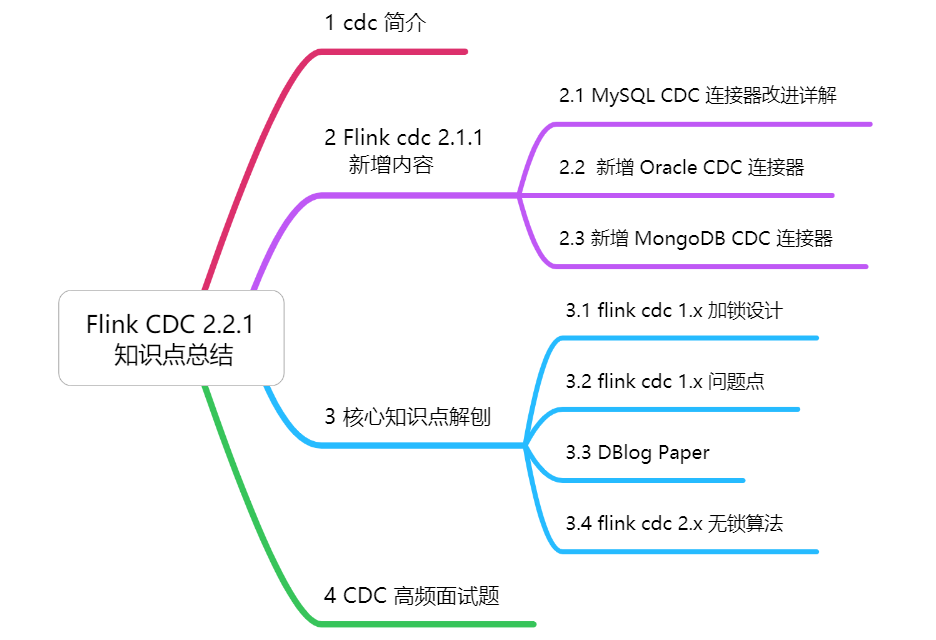 1 cdc 简介
2 Flink cdc 2.1.1
新增内容
2.1 MySQL CDC 连接器改进详解
2.2 新增 Oracle CDC 连接器
2.3 新增 MongoDB CDC 连接器
Flink CDC 2.2.1
知识点总结
3 核心知识点解刨
3.1 flink cdc 1.x 加锁设计
3.2 flink cdc 1.x 问题点
3.3 DBlog Paper
3.4 flink cdc 2.x 无锁算法
4 CDC 高频面试题